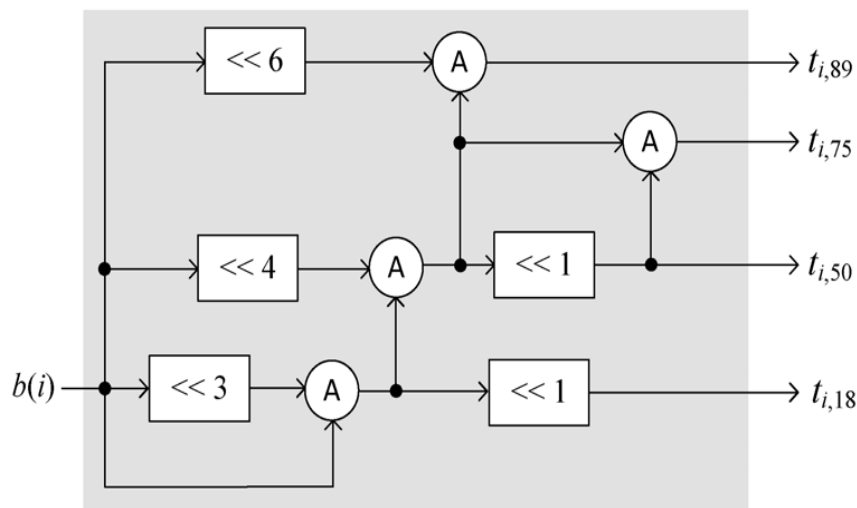 << 6
A
t_{i,89}
A
t_{i,75}
<< 4
A
<< 1
t_{i,50}
b(i)
<< 3
A
<< 1
t_{i,18}